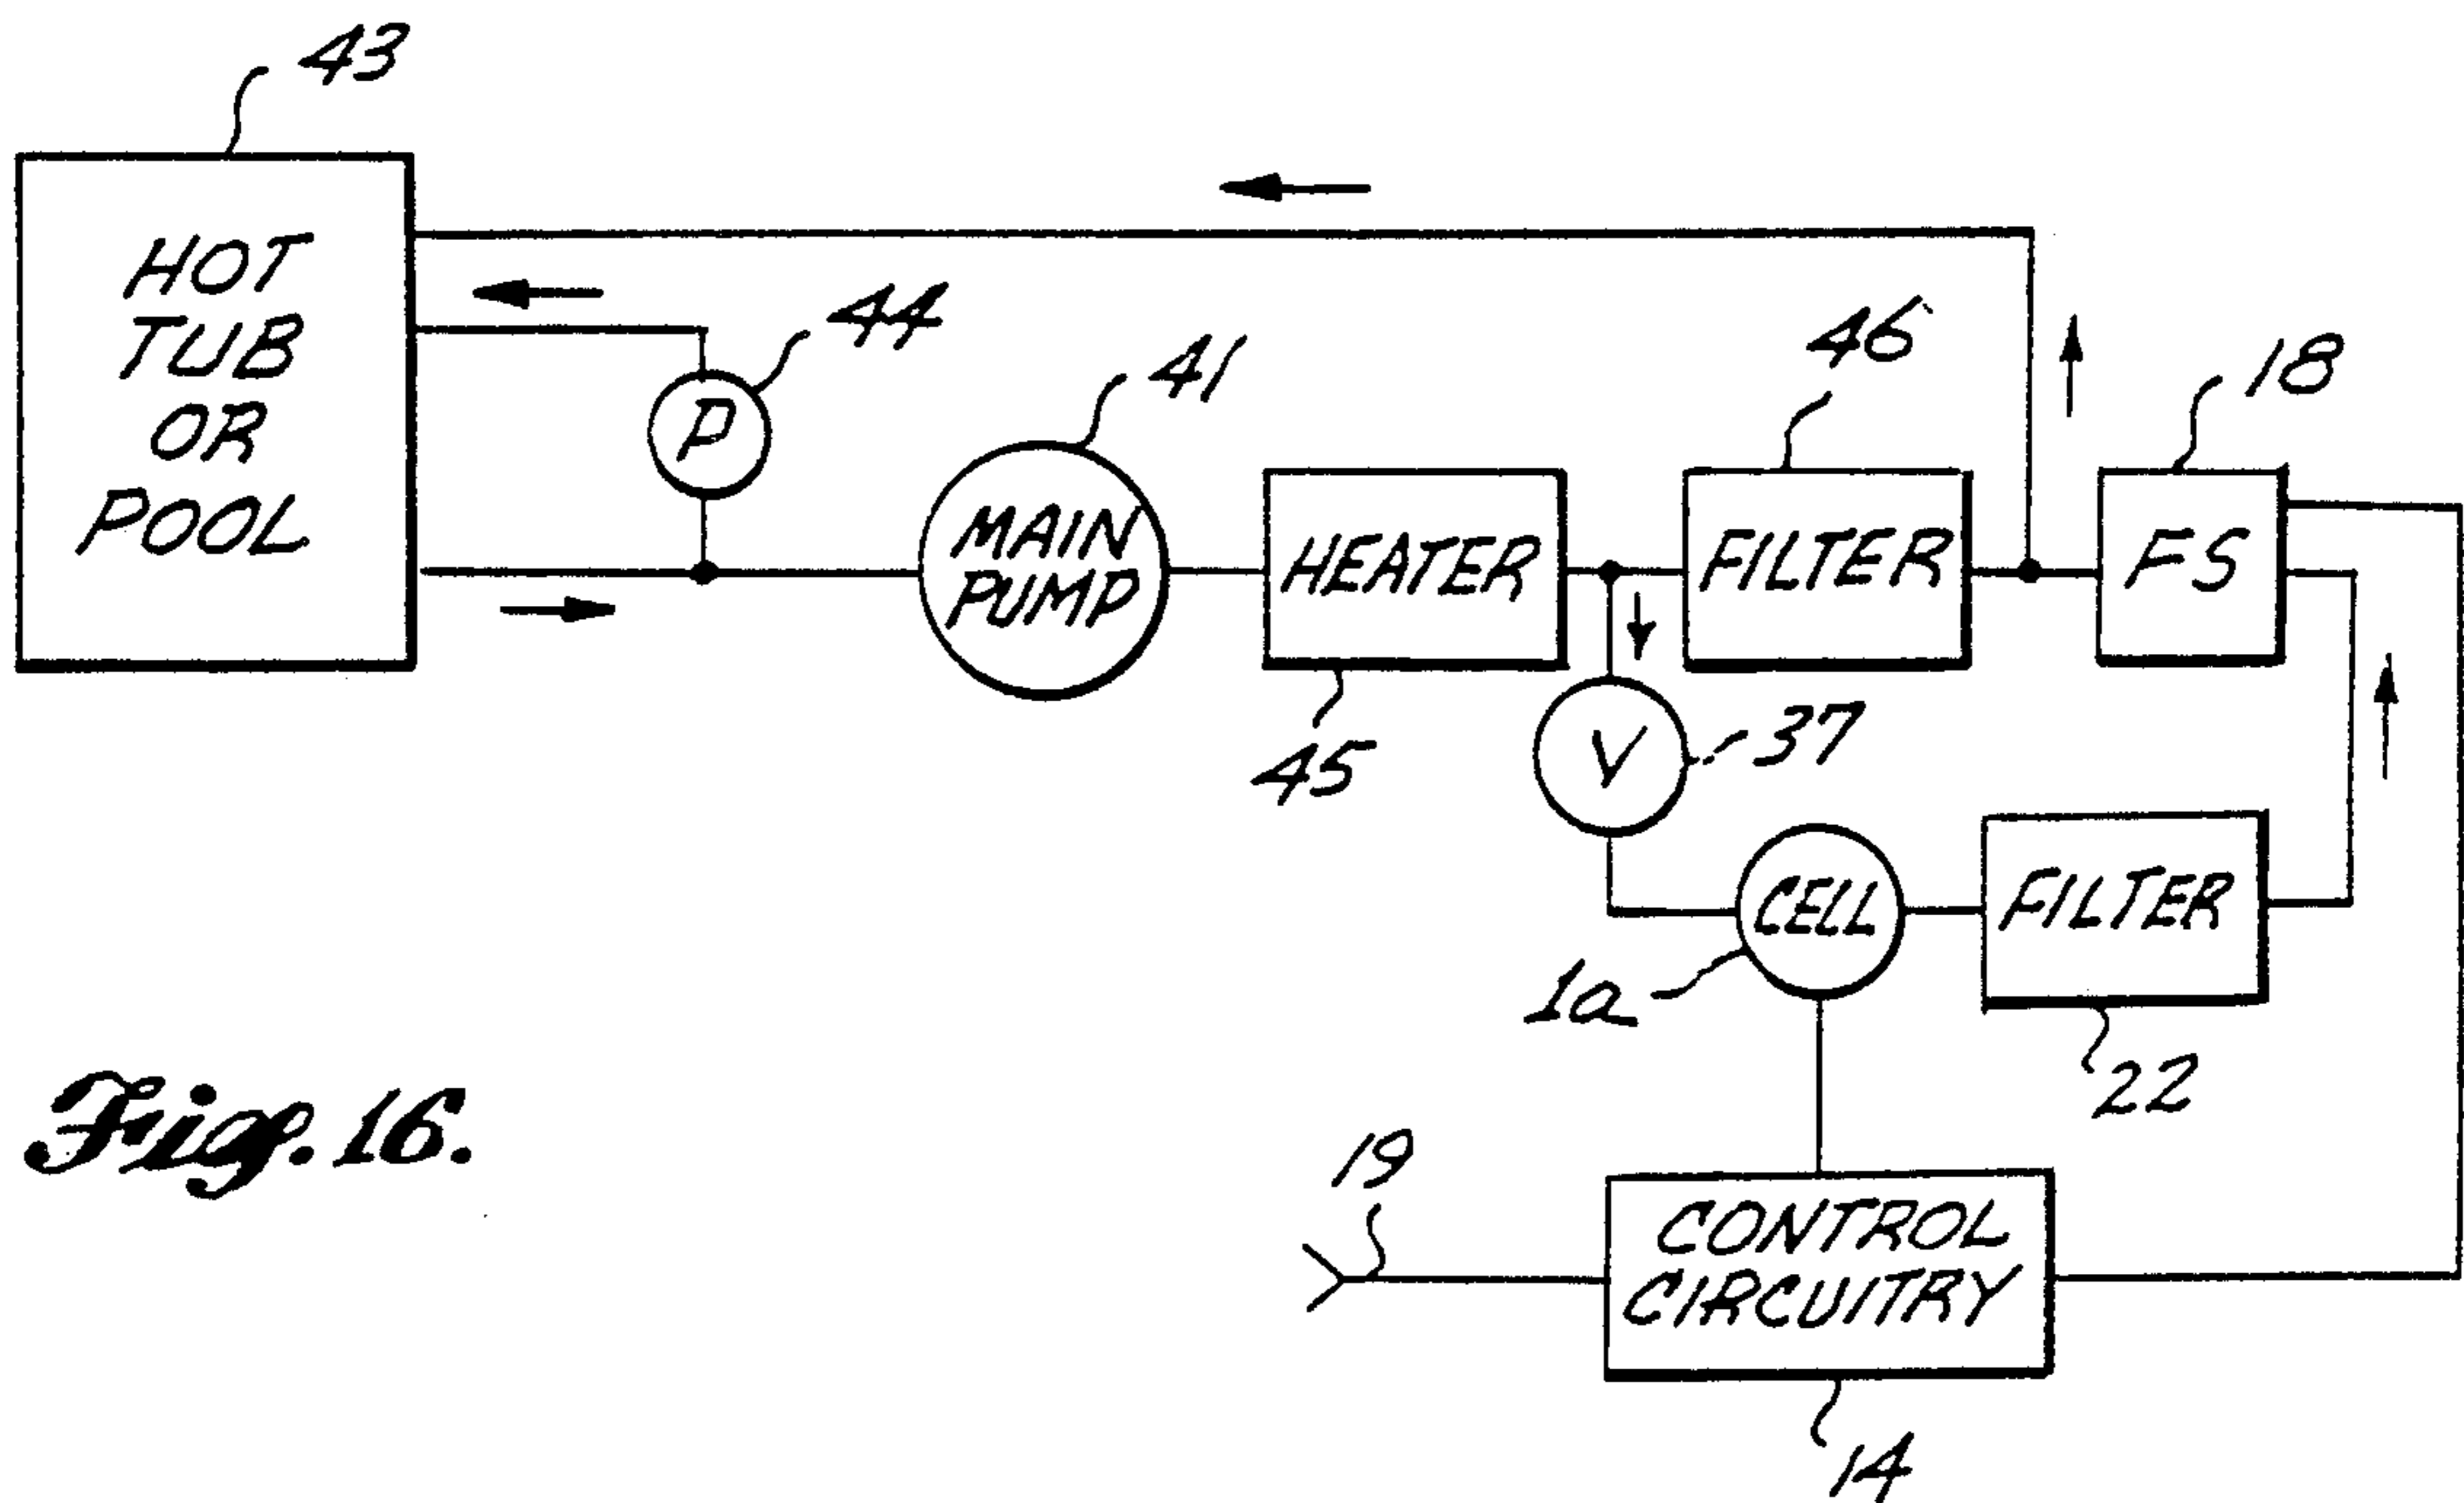 43
HOT
TUB
OR
POOL
44
P
41
MAIN
PUMP
HEATER
45
46
FILTER
18
FS
V
37
CELL
1a
FILTER
22
19
CONTROL
CIRCUITRY
14
Fig. 16.